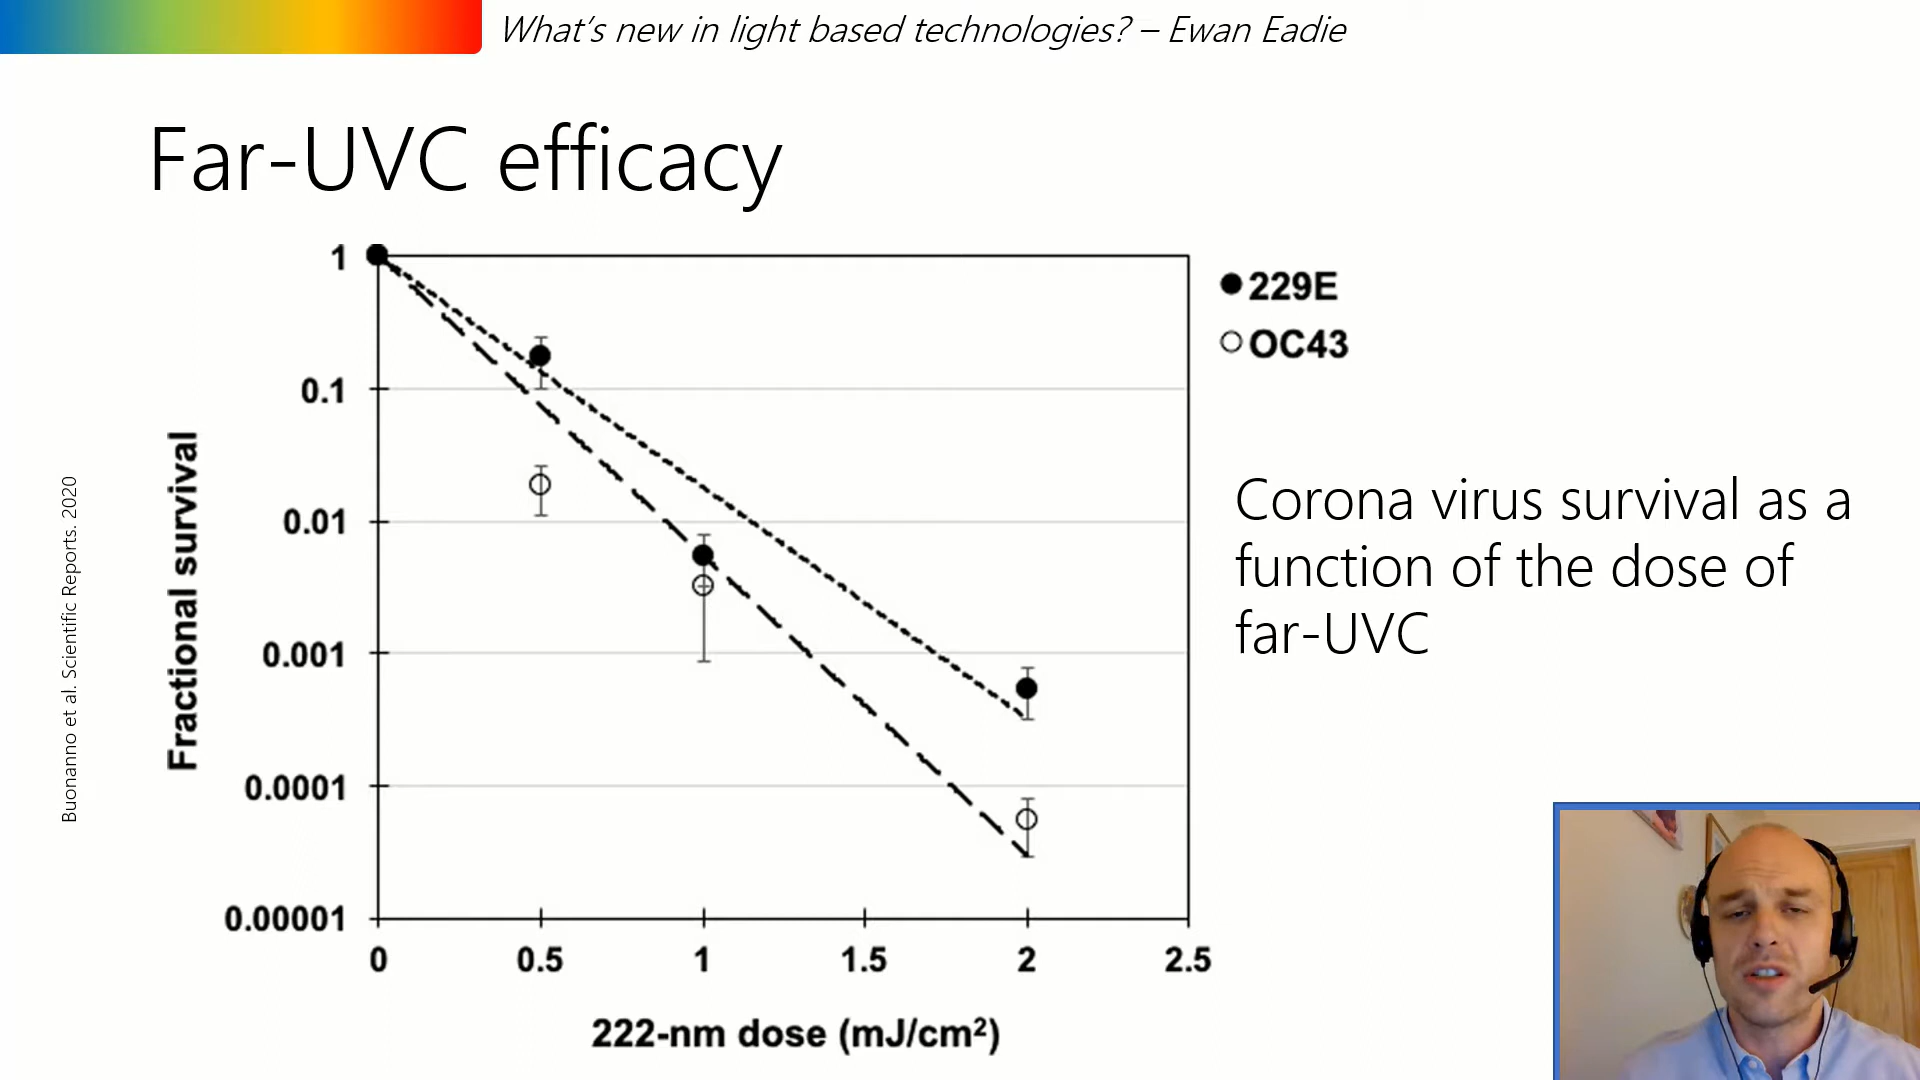 What's new in light based technologies? – Ewan Eadie
Far-UVC efficacy
Buonanno et al. Scientific Reports. 2020
Fractional survival
1
0.1
0.01
0.001
0.0001
0.00001
0
0.5
1
1.5
2
2.5
222-nm dose (mJ/cm²)
229E
OC43
Corona virus survival as a
function of the dose of
far-UVC